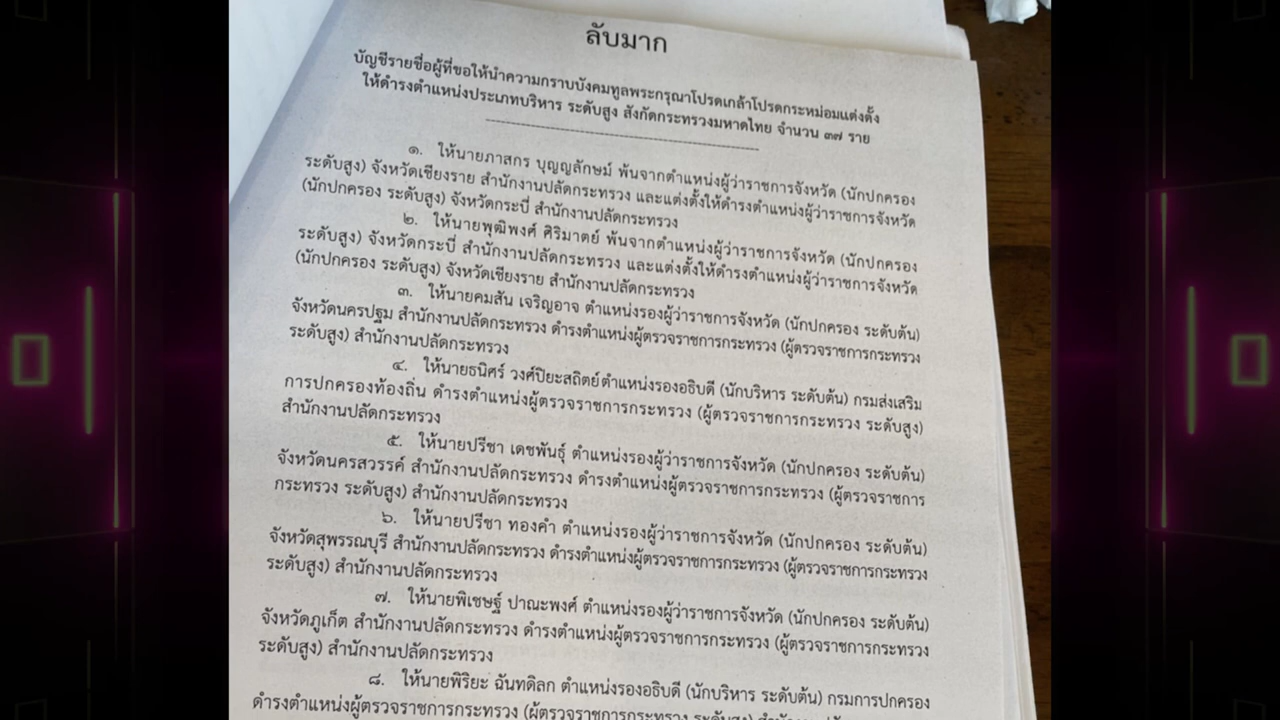 ลับมาก
บัญชีรายชื่อผู้ที่ขอให้นำความกราบบังคมทูลพระกรุณาโปรดเกล้าโปรดกระหม่อมแต่งตั้ง
ให้ดำรงตำแหน่งประเภทบริหาร ระดับสูง สังกัดกระทรวงมหาดไทย จำนวน ๓๗ ราย
๑. ให้นายภาสกร บุญญลักษม์ พ้นจากตำแหน่งผู้ว่าราชการจังหวัด (นักปกครอง
ระดับสูง) จังหวัดเชียงราย สำนักงานปลัดกระทรวง และแต่งตั้งให้ดำรงตำแหน่งผู้ว่าราชการจังหวัด
(นักปกครอง ระดับสูง) จังหวัดกระบี่ สำนักงานปลัดกระทรวง
๒. ให้นายพุฒิพงศ์ ศิริมาตย์ พ้นจากตำแหน่งผู้ว่าราชการจังหวัด (นักปกครอง
ระดับสูง) จังหวัดกระบี่ สำนักงานปลัดกระทรวง และแต่งตั้งให้ดำรงตำแหน่งผู้ว่าราชการจังหวัด
(นักปกครอง ระดับสูง) จังหวัดเชียงราย สำนักงานปลัดกระทรวง
๓. ให้นายคมสัน เจริญอาจ ตำแหน่งรองผู้ว่าราชการจังหวัด (นักปกครอง ระดับต้น)
จังหวัดนครปฐม สำนักงานปลัดกระทรวง ดำรงตำแหน่งผู้ตรวจราชการกระทรวง (ผู้ตรวจราชการกระทรวง
ระดับสูง) สำนักงานปลัดกระทรวง
๔. ให้นายธนิศร์ วงศ์ปิยะสถิตย์ตำแหน่งรองอธิบดี (นักบริหาร ระดับต้น) กรมส่งเสริม
การปกครองท้องถิ่น ดำรงตำแหน่งผู้ตรวจราชการกระทรวง (ผู้ตรวจราชการกระทรวง ระดับสูง)
สำนักงานปลัดกระทรวง
๕. ให้นายปรีชา เดชพันธุ์ ตำแหน่งรองผู้ว่าราชการจังหวัด (นักปกครอง ระดับต้น)
จังหวัดนครสวรรค์ สำนักงานปลัดกระทรวง ดำรงตำแหน่งผู้ตรวจราชการกระทรวง (ผู้ตรวจราชการ
กระทรวง ระดับสูง) สำนักงานปลัดกระทรวง
๖. ให้นายปรีชา ทองคำ ตำแหน่งรองผู้ว่าราชการจังหวัด (นักปกครอง ระดับต้น)
จังหวัดสุพรรณบุรี สำนักงานปลัดกระทรวง ดำรงตำแหน่งผู้ตรวจราชการกระทรวง (ผู้ตรวจราชการกระทรวง
ระดับสูง) สำนักงานปลัดกระทรวง
๗. ให้นายพิเชษฐ์ ปาณะพงศ์ ตำแหน่งรองผู้ว่าราชการจังหวัด (นักปกครอง ระดับต้น)
จังหวัดภูเก็ต สำนักงานปลัดกระทรวง ดำรงตำแหน่งผู้ตรวจราชการกระทรวง (ผู้ตรวจราชการกระทรวง
ระดับสูง) สำนักงานปลัดกระทรวง
๘. ให้นายพิริยะ ฉันทดิลก ตำแหน่งรองอธิบดี (นักบริหาร ระดับต้น) กรมการปกครอง
ดำรงตำแหน่งผู้ตรวจราชการกระทรวง (ผู้ตรวจราชการกระทรวง ระดับสูง)